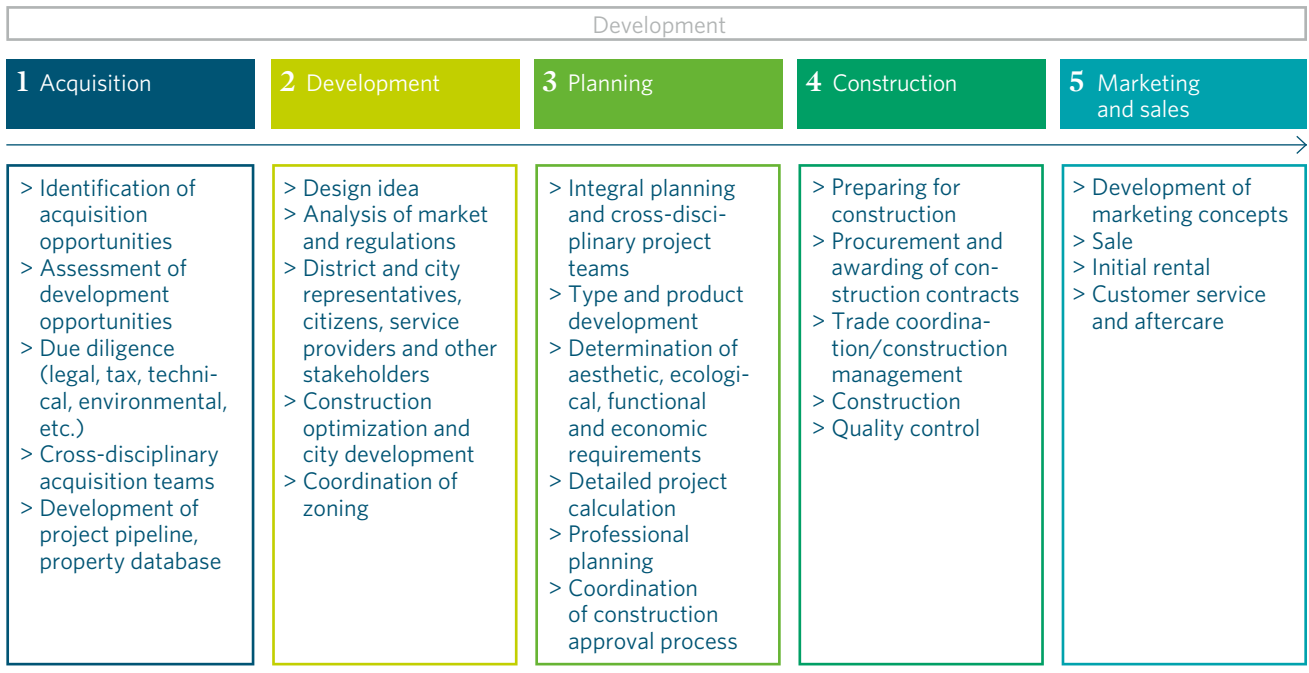 Development
1 Acquisition
2 Development
3 Planning
4 Construction
5 Marketing
and sales
> Identification of
acquisition
opportunities
> Assessment of
development
opportunities
> Due diligence
(legal, tax, techni-
cal, environmental,
etc.)
> Cross-disciplinary
acquisition teams
> Development of
project pipeline,
property database
> Design idea
> Analysis of market
and regulations
> District and city
representatives,
citizens, service
providers and other
stakeholders
> Construction
optimization and
city development
> Coordination of
zoning
> Integral planning
and cross-disci-
plinary project
teams
> Type and product
development
> Determination of
aesthetic, ecologi-
cal, functional
and economic
requirements
> Detailed project
calculation
> Professional
planning
> Coordination
of construction
approval process
> Preparing for
construction
> Procurement and
awarding of con-
struction contracts
> Trade coordina-
tion/construction
management
> Construction
> Quality control
> Development of
marketing concepts
> Sale
> Initial rental
> Customer service
and aftercare